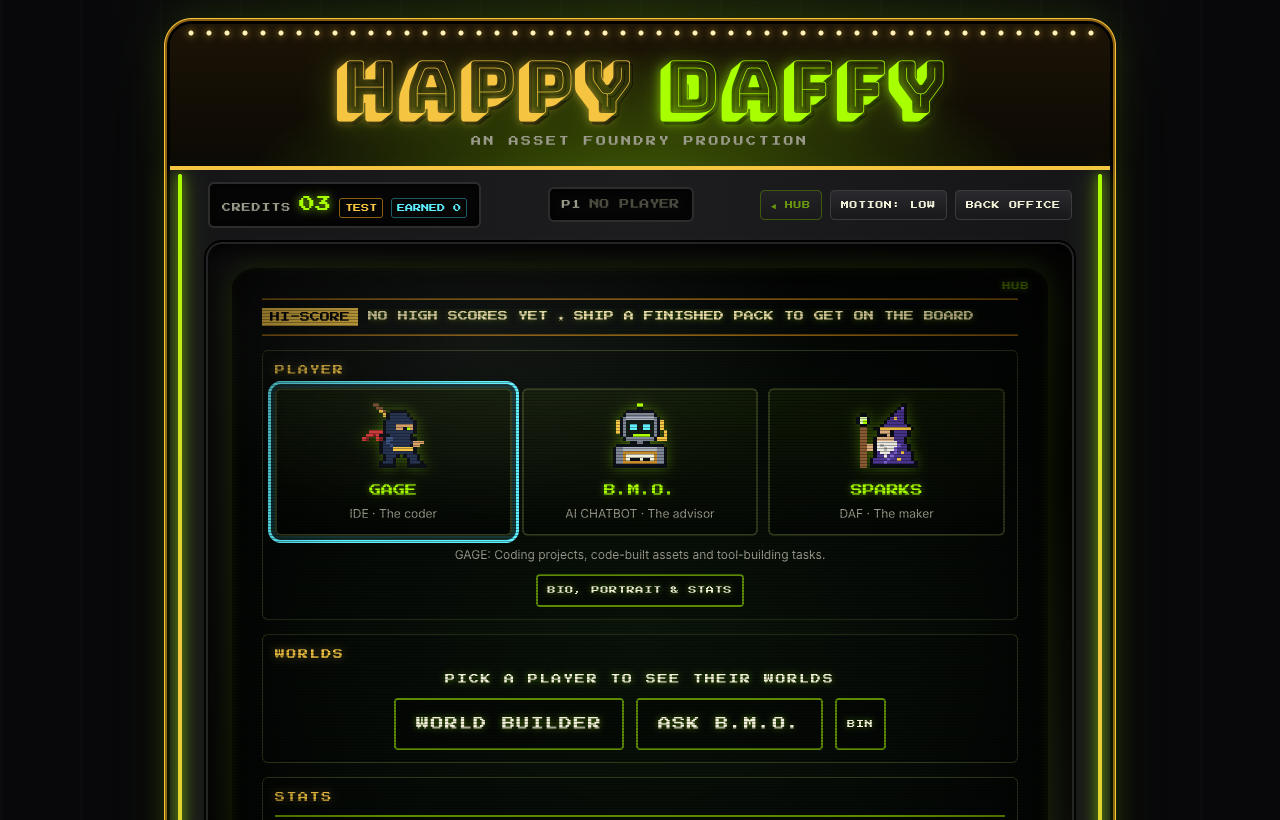 HAPPY DAFFY
AN ASSET FOUNDRY PRODUCTION
CREDITS 03 TEST EARNED 0
P1 NO PLAYER
◂ HUB
MOTION: LOW
BACK OFFICE
HUB
HI-SCORE NO HIGH SCORES YET . SHIP A FINISHED PACK TO GET ON THE BOARD
PLAYER
GAGE
IDE · The coder
B.M.O.
AI CHATBOT · The advisor
SPARKS
DAF · The maker
GAGE: Coding projects, code-built assets and tool-building tasks.
BIO, PORTRAIT & STATS
WORLDS
PICK A PLAYER TO SEE THEIR WORLDS
WORLD BUILDER
ASK B.M.O.
BIN
STATS